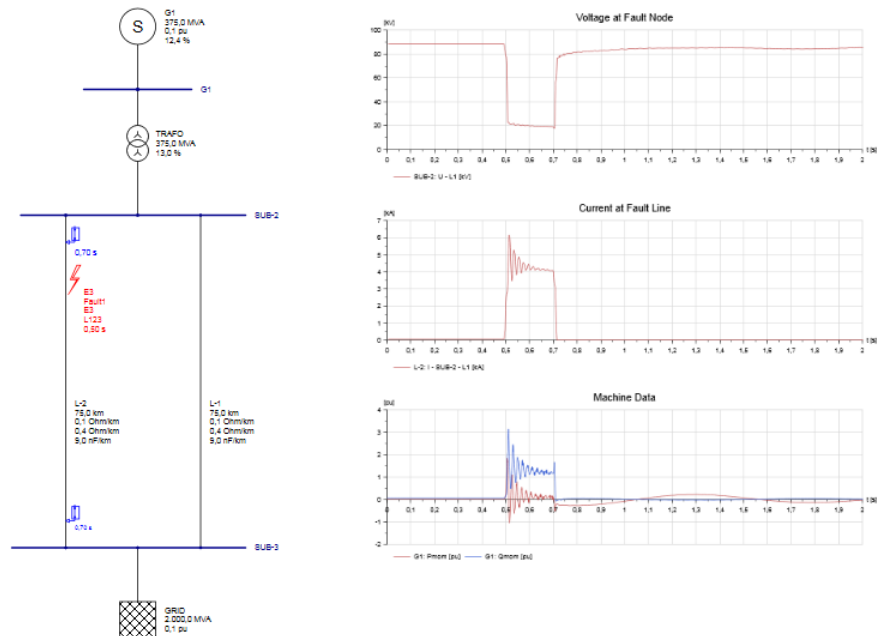 G1
375,0 MVA
0,1 pu
12,4 %
S
G1
TRAFO
375,0 MVA
13,0 %
SUB-2
0,70 s
E3
Fault1
E3
L123
0,50 s
L-2
75,0 km
0,1 Ohm/km
0,4 Ohm/km
9,0 nF/km
L-1
75,0 km
0,1 Ohm/km
0,4 Ohm/km
9,0 nF/km
0,70 s
SUB-3
GRID
2.000,0 MVA
0,1 pu
Voltage at Fault Node
[kV]
100
80
60
40
20
0
0 0,1 0,2 0,3 0,4 0,5 0,6 0,7 0,8 0,9 1 1,1 1,2 1,3 1,4 1,5 1,6 1,7 1,8 1,9 2
t [s]
SUB-2: U - L1 [kV]
Current at Fault Line
[kA]
7
6
5
4
3
2
1
0
0 0,1 0,2 0,3 0,4 0,5 0,6 0,7 0,8 0,9 1 1,1 1,2 1,3 1,4 1,5 1,6 1,7 1,8 1,9 2
t [s]
L-2: I - SUB-2 - L1 [kA]
Machine Data
[pu]
4
3
2
1
0
-1
-2
0 0,1 0,2 0,3 0,4 0,5 0,6 0,7 0,8 0,9 1 1,1 1,2 1,3 1,4 1,5 1,6 1,7 1,8 1,9 2
t [s]
G1: Pmom [pu] G1: Qmom [pu]